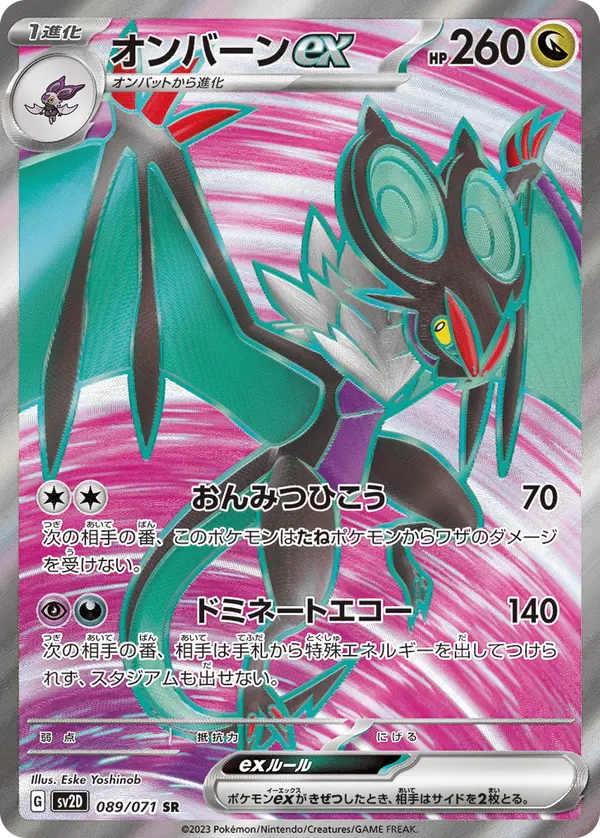 1進化
オンバーンex
HP 260
オンバットから進化
おんみつひこう 70
次の相手の番、このポケモンはたねポケモンからワザのダメージ
を受けない。
ドミネートエコー 140
次の相手の番、相手は手札から特殊エネルギーを出してつけら
れず、スタジアムも出せない。
弱点 抵抗力 にげる
Illus. Eske Yoshinob
exルール
ポケモンexがきぜつしたとき、相手はサイドを2枚とる。
G sv2D 089/071 SR
©2023 Pokémon/Nintendo/Creatures/GAME FREAK.